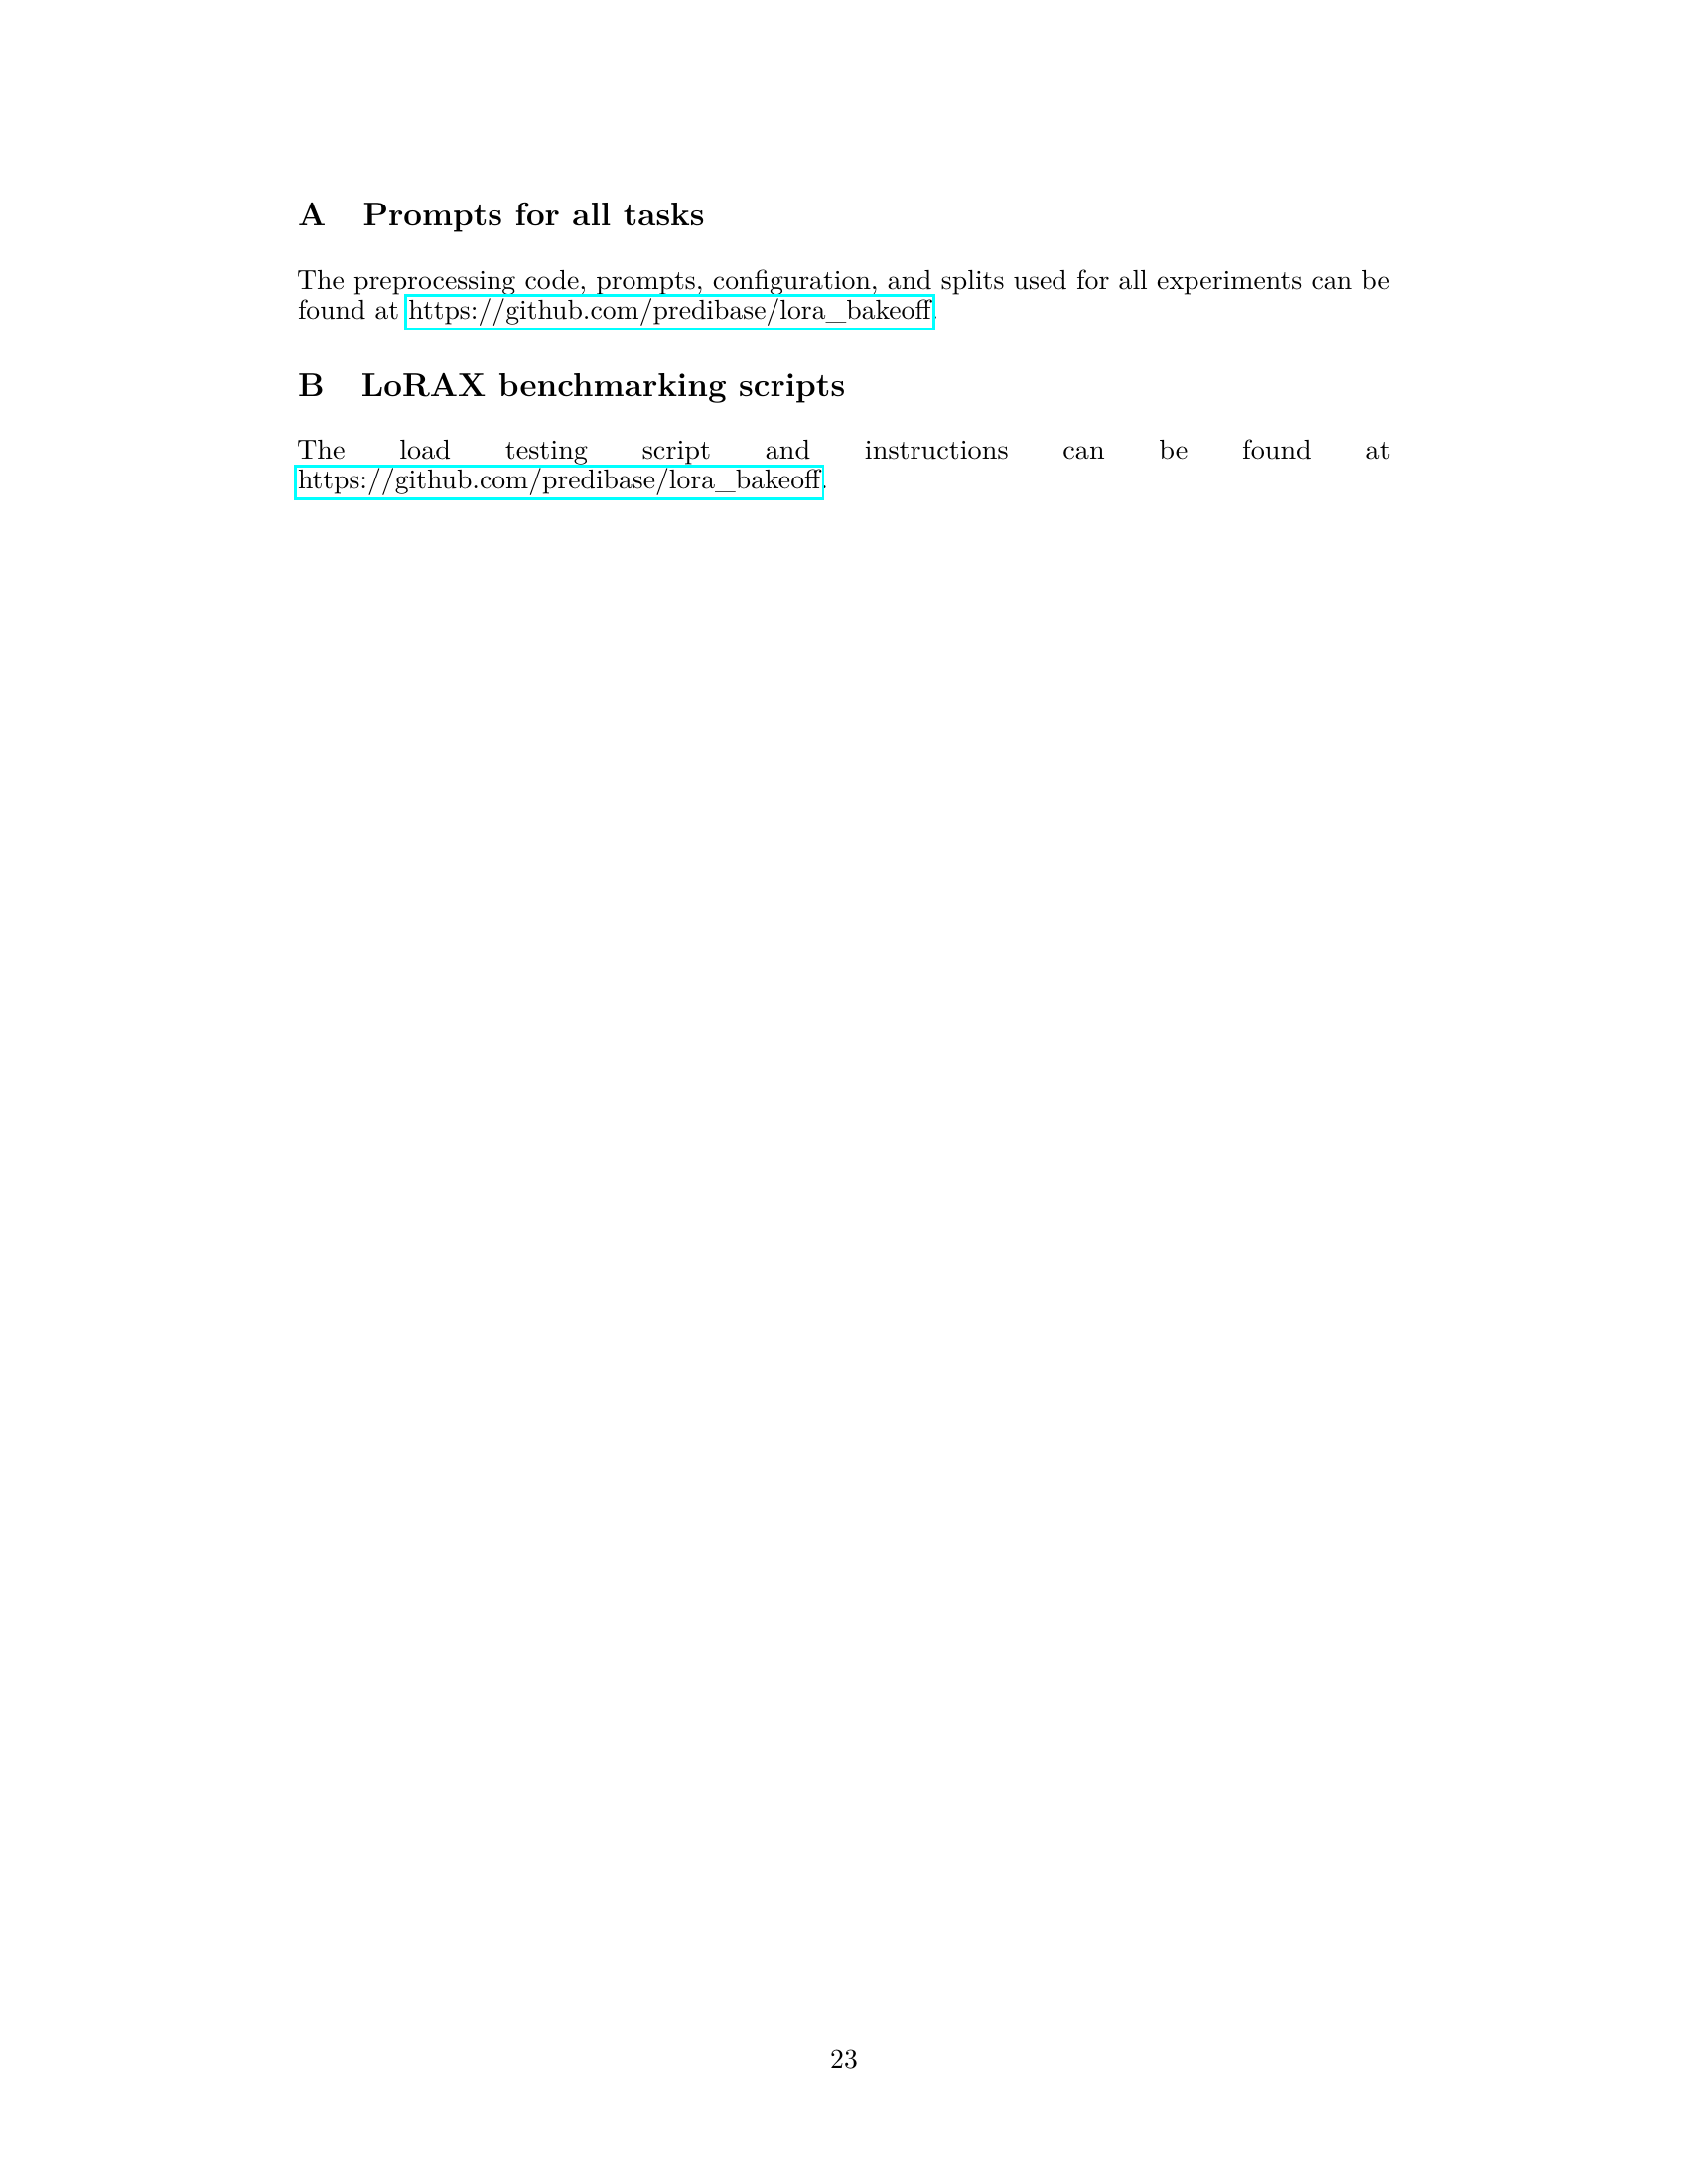 A Prompts for all tasks
The preprocessing code, prompts, configuration, and splits used for all experiments can be
found at https://github.com/predibase/lora_bakeoff.
B LoRAX benchmarking scripts
The load testing script and instructions can be found at
https://github.com/predibase/lora_bakeoff.
23